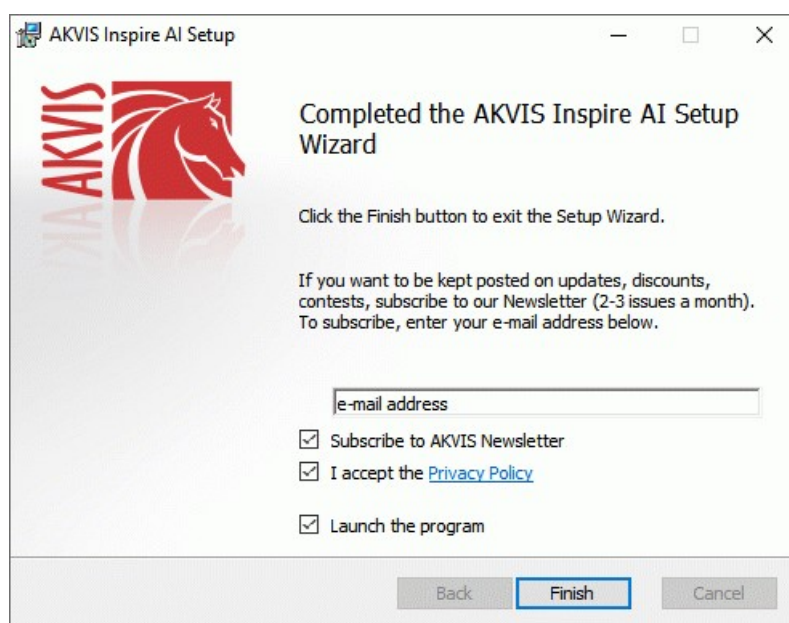 AKVIS Inspire AI Setup
AKVIS
Completed the AKVIS Inspire AI Setup
Wizard
Click the Finish button to exit the Setup Wizard.
If you want to be kept posted on updates, discounts,
contests, subscribe to our Newsletter (2-3 issues a month).
To subscribe, enter your e-mail address below.
e-mail address
Subscribe to AKVIS Newsletter
I accept the Privacy Policy
Launch the program
Back Finish Cancel